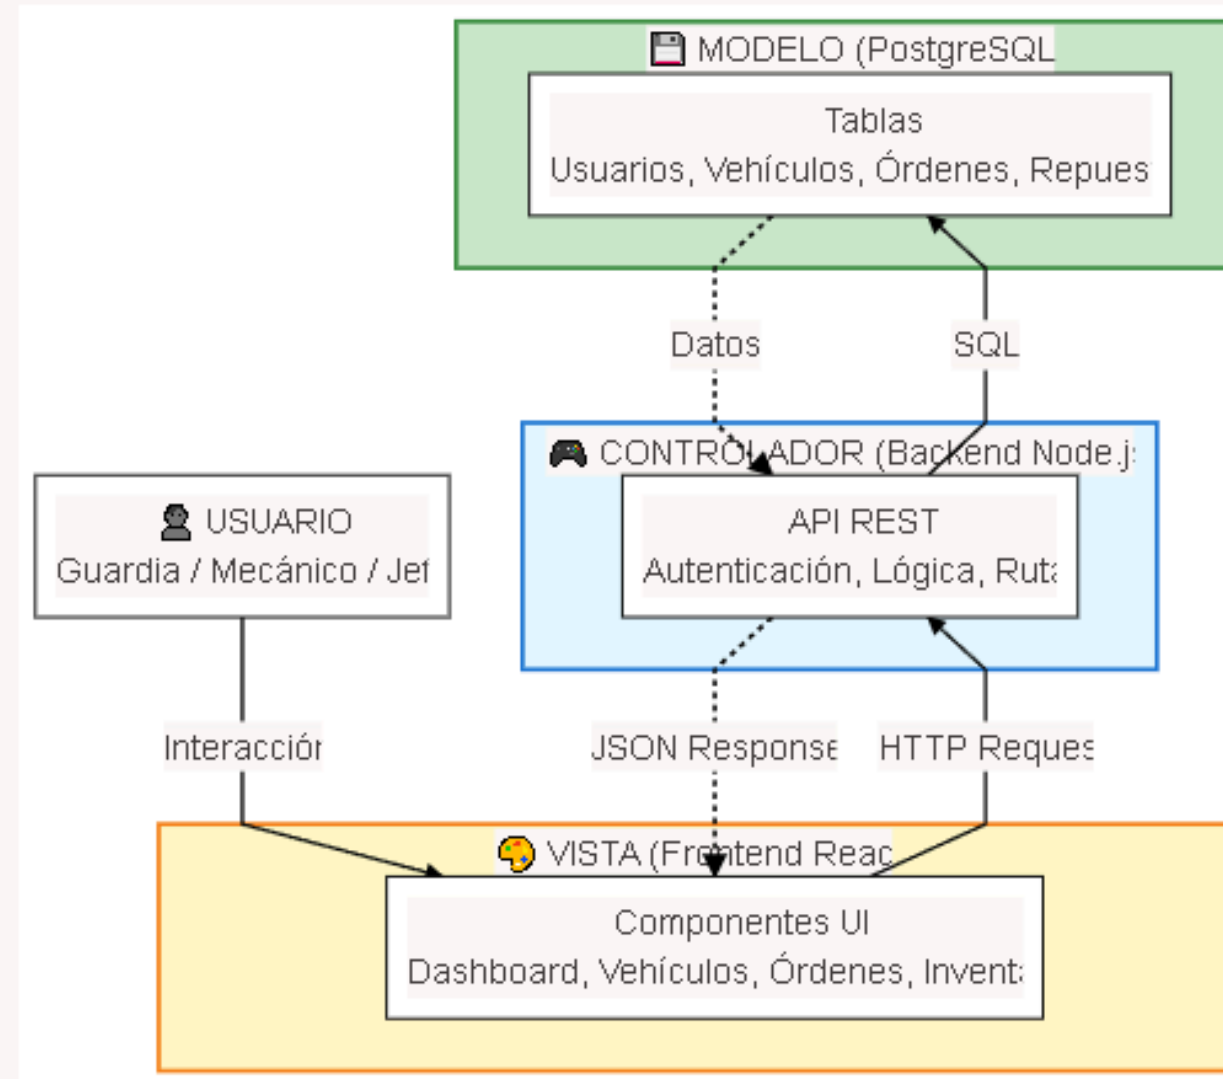 MODELO (PostgreSQL
Tablas
Usuarios, Vehículos, Órdenes, Repues
Datos
SQL
CONTROLADOR (Backend Node.j
USUARIO
Guardia / Mecánico / Jef
API REST
Autenticación, Lógica, Ruta
Interacción
JSON Response
HTTP Reques
VISTA (Frontend Reac
Componentes UI
Dashboard, Vehículos, Órdenes, Inventa